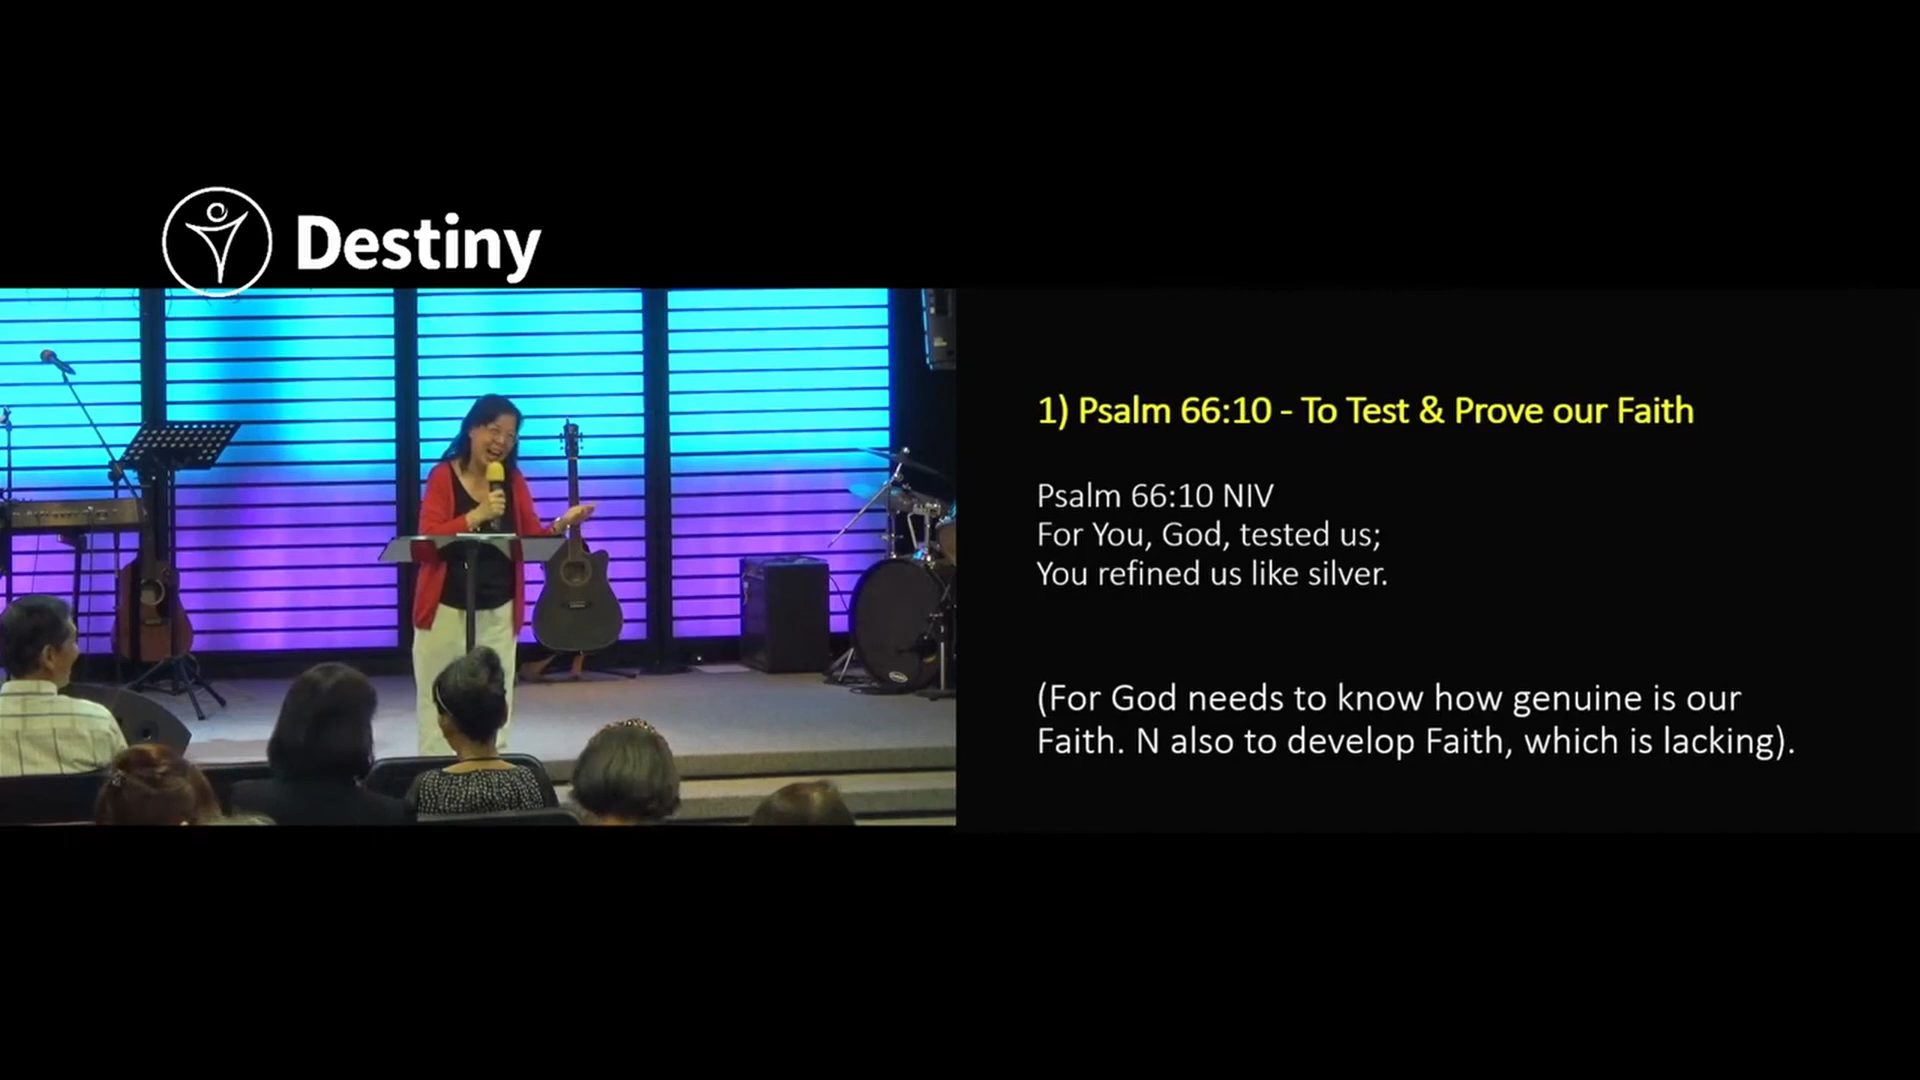 Destiny
1) Psalm 66:10 - To Test & Prove our Faith
Psalm 66:10 NIV
For You, God, tested us;
You refined us like silver.
(For God needs to know how genuine is our
Faith. N also to develop Faith, which is lacking).